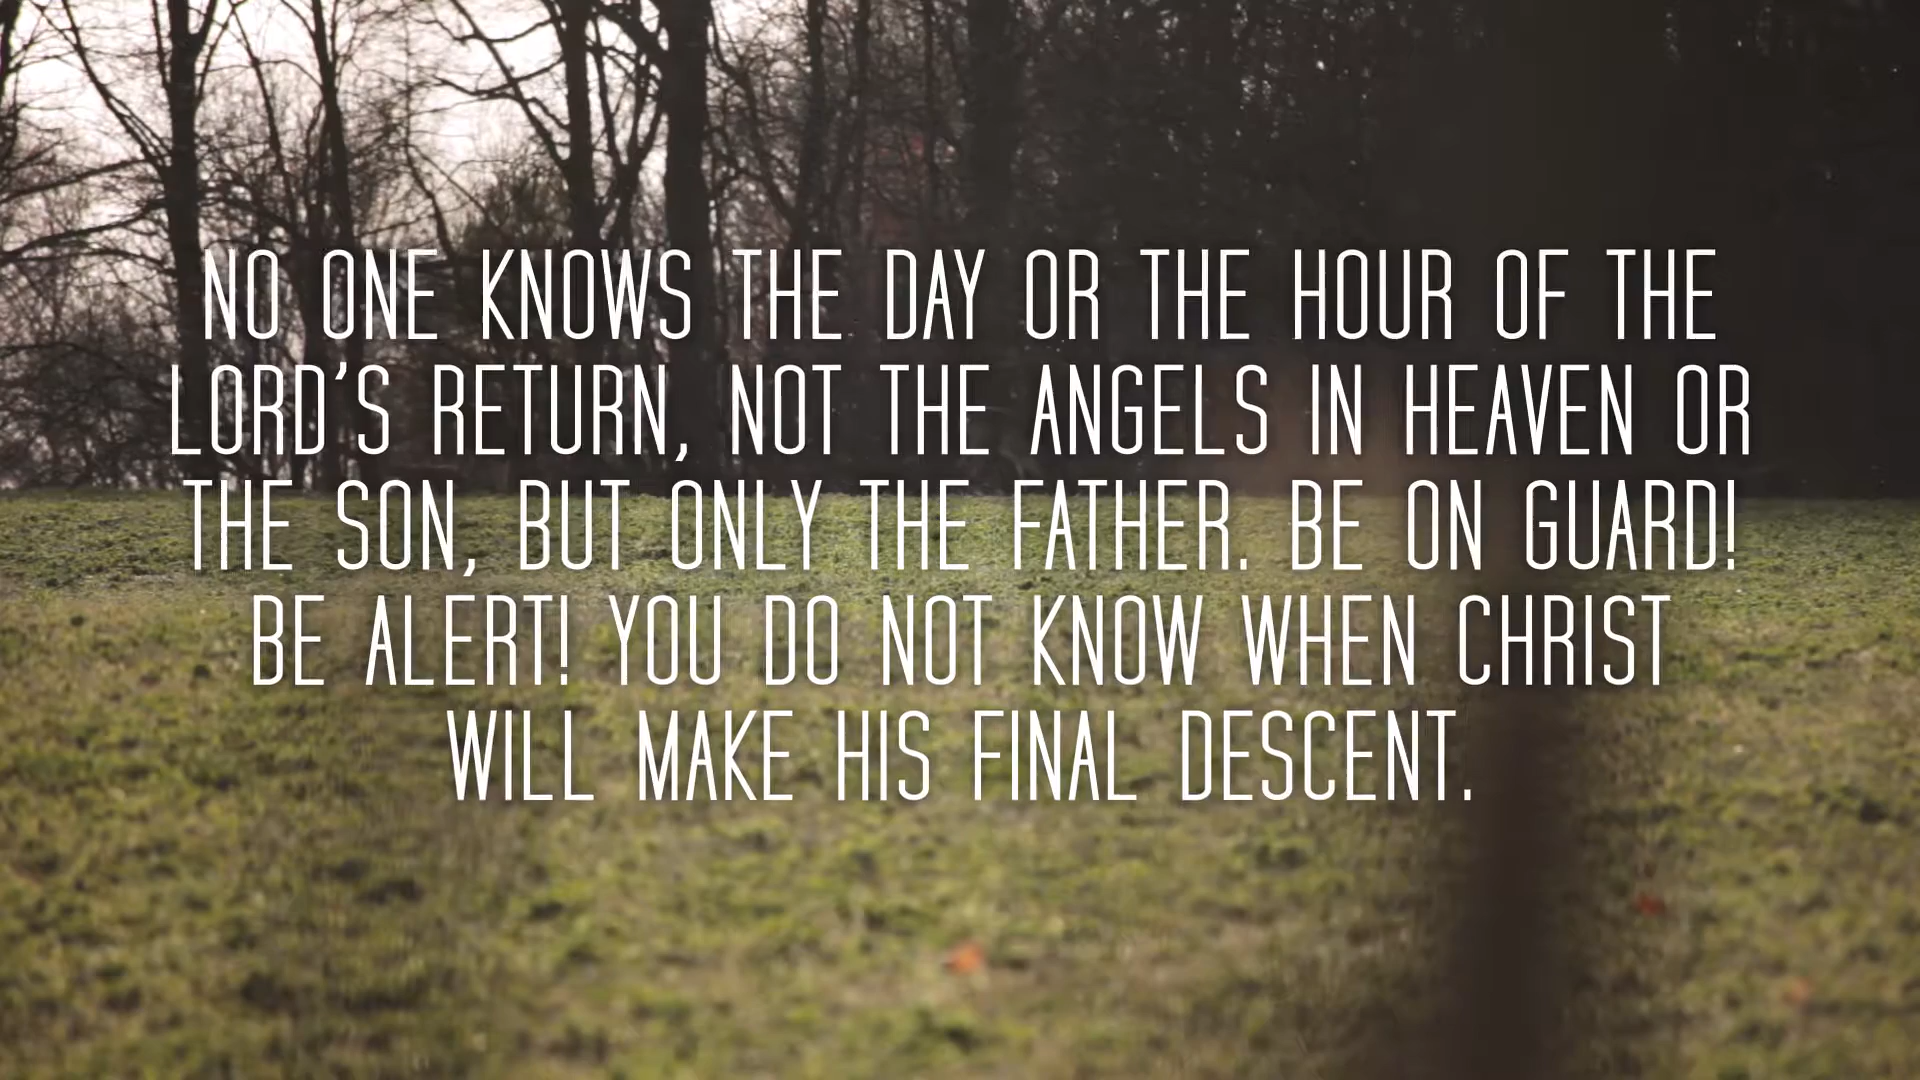 NO ONE KNOWS THE DAY OR THE HOUR OF THE
LORD'S RETURN, NOT THE ANGELS IN HEAVEN OR
THE SON, BUT ONLY THE FATHER. BE ON GUARD!
BE ALERT! YOU DO NOT KNOW WHEN CHRIST
WILL MAKE HIS FINAL DESCENT.